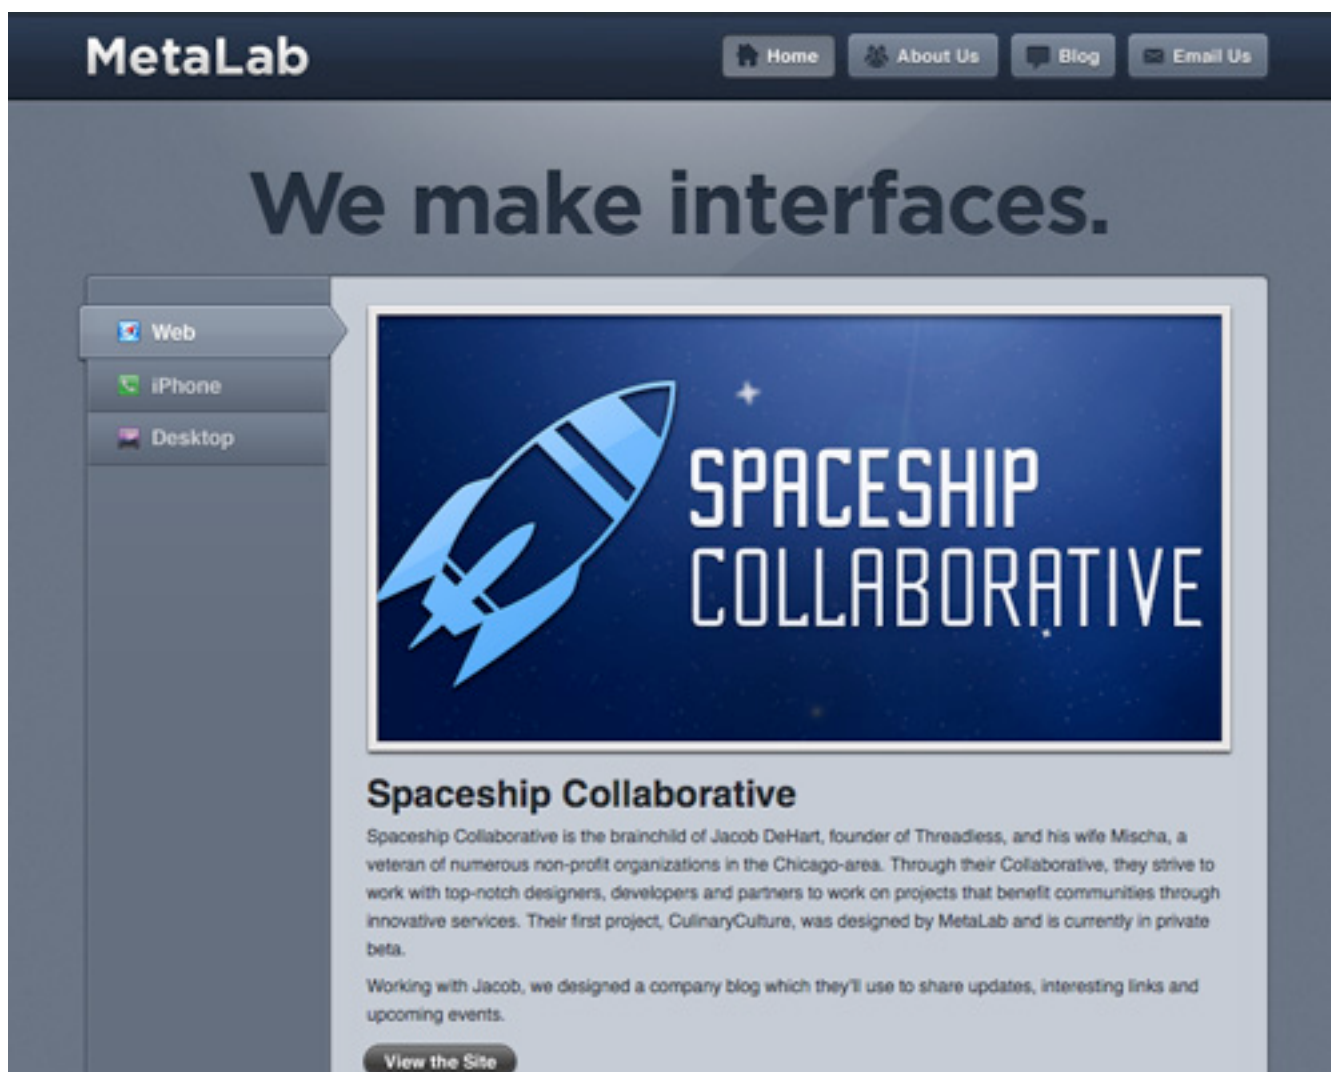 MetaLab
Home
About Us
Blog
Email Us
We make interfaces.
Web
iPhone
Desktop
SPACESHIP
COLLABORATIVE
Spaceship Collaborative
Spaceship Collaborative is the brainchild of Jacob DeHart, founder of Threadless, and his wife Mischa, a
veteran of numerous non-profit organizations in the Chicago-area. Through their Collaborative, they strive to
work with top-notch designers, developers and partners to work on projects that benefit communities through
innovative services. Their first project, CulinaryCulture, was designed by MetaLab and is currently in private
beta.
Working with Jacob, we designed a company blog which they'll use to share updates, interesting links and
upcoming events.
View the Site